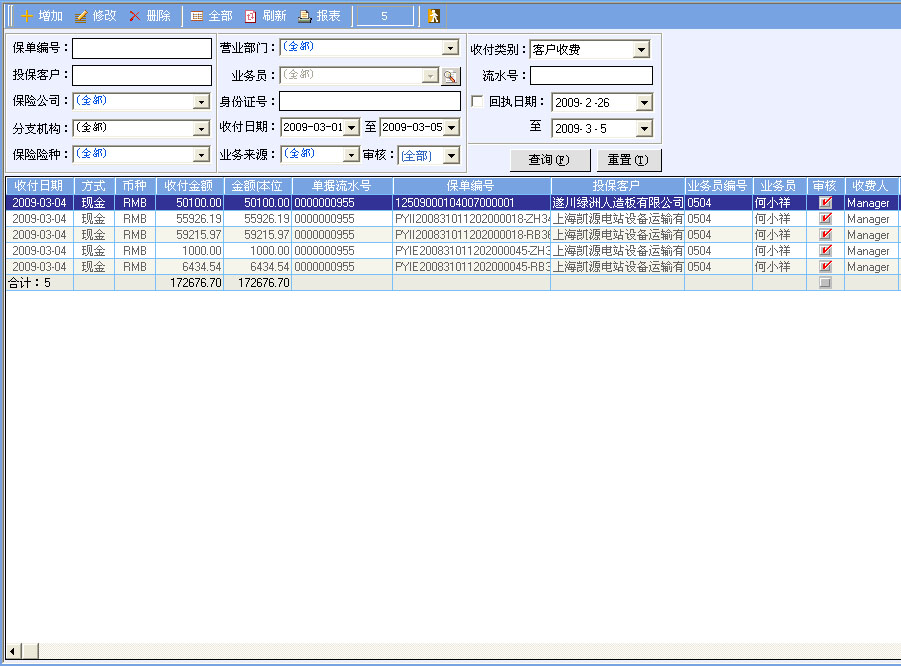 增加 修改 删除 全部 刷新 报表 5
保单编号： 营业部门： (全部) 收付类别： 客户收费
投保客户： 业务员： (全部) 流水号：
保险公司： (全部) 身份证号： 回执日期： 2009- 2 -26
分支机构： (全部) 收付日期： 2009-03-01 至 2009-03-05 至 2009- 3 - 5
保险险种： (全部) 业务来源： (全部) 审核： (全部) 查询(F) 重置(T)
收付日期 方式 币种 收付金额 金额(本位 单据流水号 保单编号 投保客户 业务员编号 业务员 审核 收费人
2009-03-04 现金 RMB 50100.00 50100.00 0000000955 12509000104007000001 遂川绿洲人造板有限公司 0504 何小祥 Manager
2009-03-04 现金 RMB 55926.19 55926.19 0000000955 PYII200831011202000018-ZH34 上海凯源电站设备运输有 0504 何小祥 Manager
2009-03-04 现金 RMB 59215.97 59215.97 0000000955 PYII200831011202000018-RB36 上海凯源电站设备运输有 0504 何小祥 Manager
2009-03-04 现金 RMB 1000.00 1000.00 0000000955 PYIE200831011202000045-ZH3 上海凯源电站设备运输有 0504 何小祥 Manager
2009-03-04 现金 RMB 6434.54 6434.54 0000000955 PYIE200831011202000045-RB3 上海凯源电站设备运输有 0504 何小祥 Manager
合计：5 172676.70 172676.70